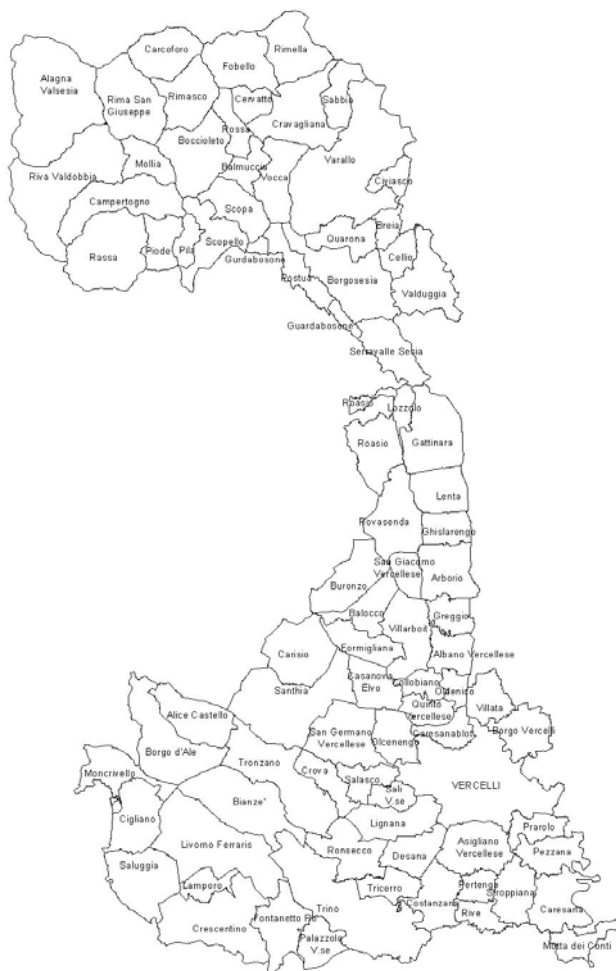 Carcoforo
Rimella
Fobello
Alagna
Valsesia
Rima San
Giuseppe
Rimasco
Cervatto
Sabbia
Rossa
Cravagliana
Boccioleto
Varallo
Mollia
Balmuccia
Riva Valdobbia
Vocca
Civiasco
Campertogno
Scopa
Breia
Quarona
Scopello
Rassa
Piode
Pila
Cellio
Gurdabosone
Postua
Borgosesia
Valduggia
Guardabosone
Serravalle Sesia
Roasio
Lozzolo
Roasio
Gattinara
Lenta
Rovasenda
Ghislarengo
San Giacomo
Vercellese
Buronzo
Arborio
Balocco
Greggio
Villarboit
Formigliana
Carisio
Albano Vercellese
Casanova
Elvo
Collobiano
Santhia
Oldenico
Quinto
Vercellese
Villata
Alice Castello
San Germano
Vercellese
Olcenengo
Caresanablot
Borgo Vercelli
Borgo d'Ale
Tronzano
Moncrivello
Crova
Salasco
Sali
V.se
VERCELLI
Bianze'
Cigliano
Lignana
Prarolo
Asigliano
Vercellese
Livorno Ferraris
Ronsecco
Desana
Pezzana
Saluggia
Lamporo
Tricerro
Pertengo
Stroppiana
Crescentino
Costanzana
Trino
Fontanetto Po
Rive
Caresana
Palazzolo
V.se
Motta dei Conti